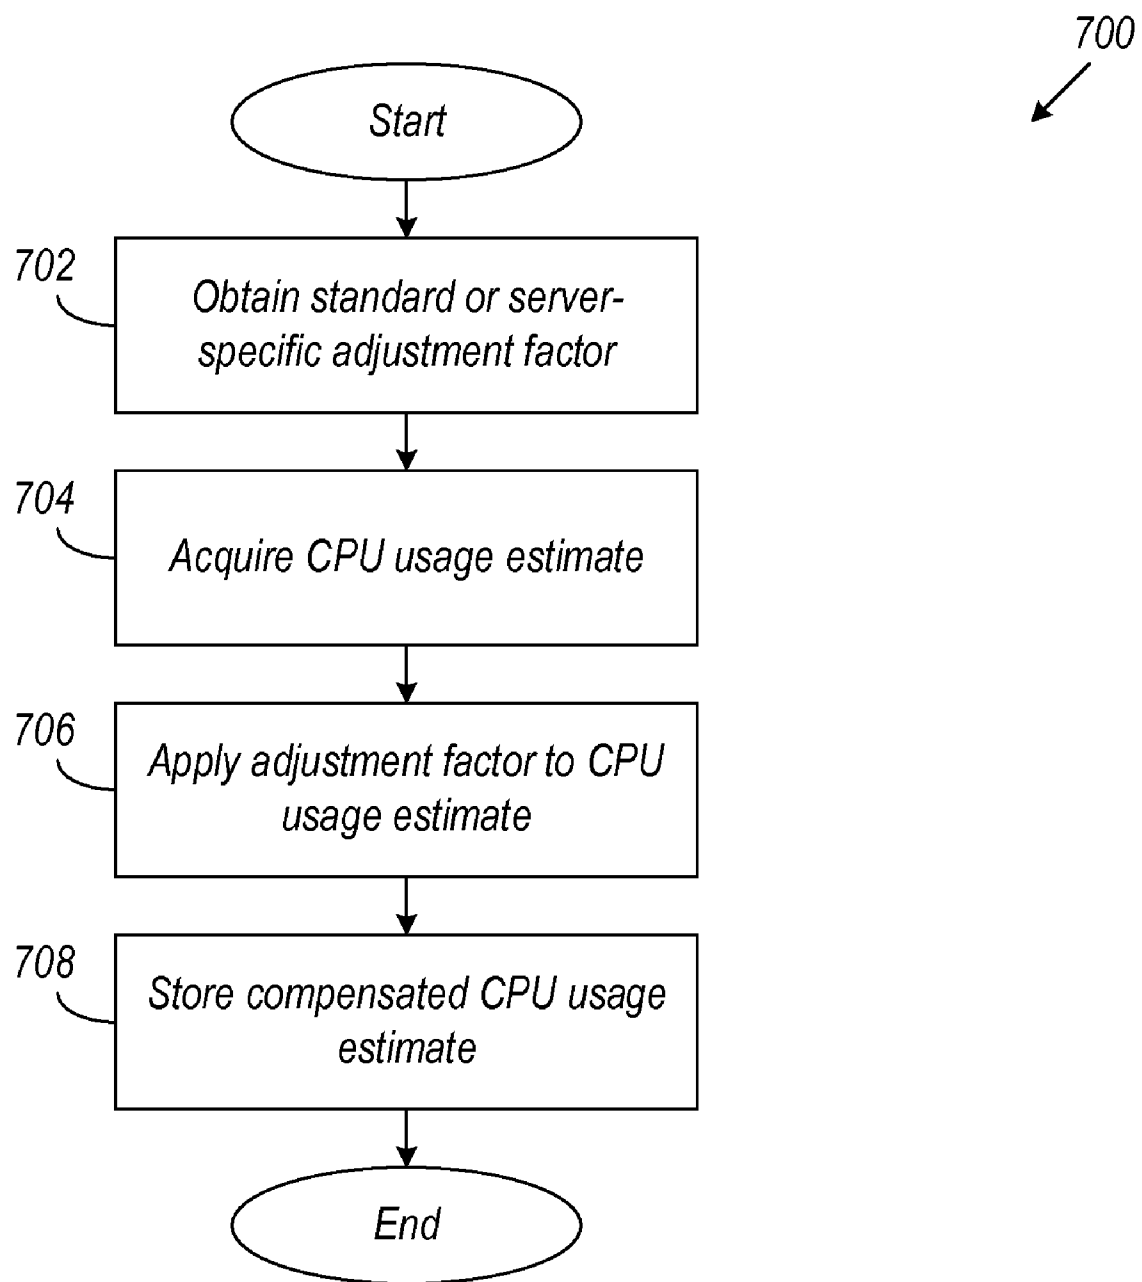 700
Start
702
Obtain standard or server-
specific adjustment factor
704
Acquire CPU usage estimate
706
Apply adjustment factor to CPU
usage estimate
708
Store compensated CPU usage
estimate
End